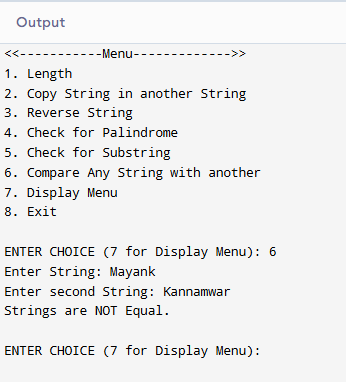 Output
<<-----------Menu------------->>
1. Length
2. Copy String in another String
3. Reverse String
4. Check for Palindrome
5. Check for Substring
6. Compare Any String with another
7. Display Menu
8. Exit
ENTER CHOICE (7 for Display Menu): 6
Enter String: Mayank
Enter second String: Kannamwar
Strings are NOT Equal.
ENTER CHOICE (7 for Display Menu):